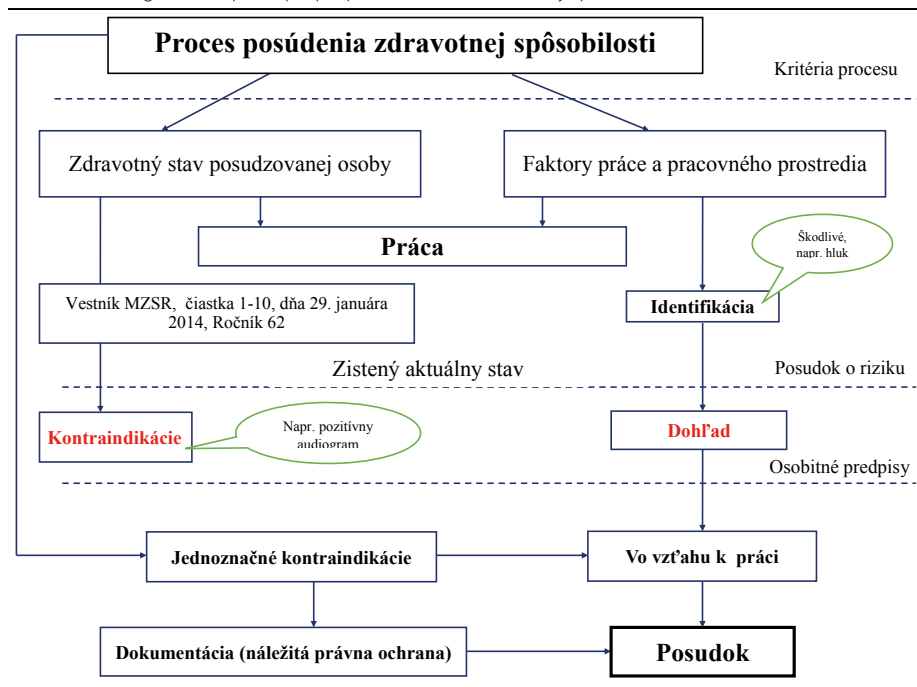 Proces posúdenia zdravotnej spôsobilosti
Kritéria procesu
Zdravotný stav posudzovanej osoby
Faktory práce a pracovného prostredia
Práca
Škodlivé,
napr. hluk
Vestník MZSR, čiastka 1-10, dňa 29. januára
2014, Ročník 62
Identifikácia
Zistený aktuálny stav
Posudok o riziku
Kontraindikácie
Napr. pozitívny
audiogram
Dohľad
Osobitné predpisy
Jednoznačné kontraindikácie
Vo vzťahu k práci
Dokumentácia (náležitá právna ochrana)
Posudok